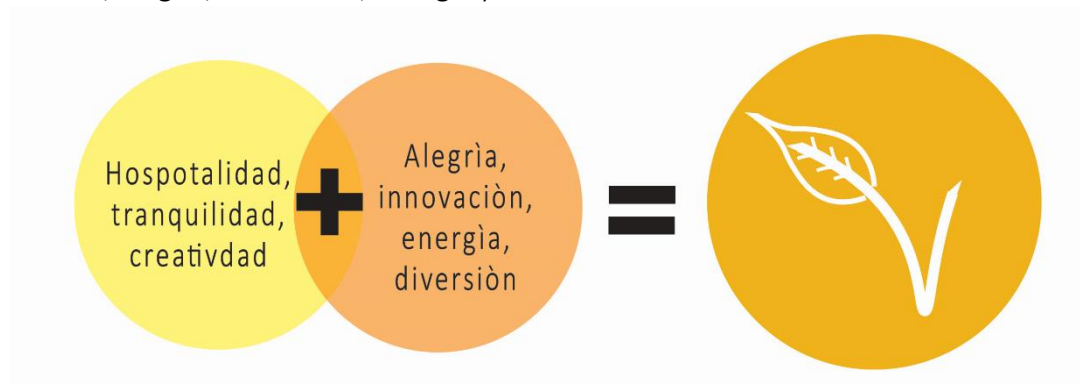 Hospotalidad,
tranquilidad,
creativdad
+
Alegrìa,
innovaciòn,
energìa,
diversiòn
=